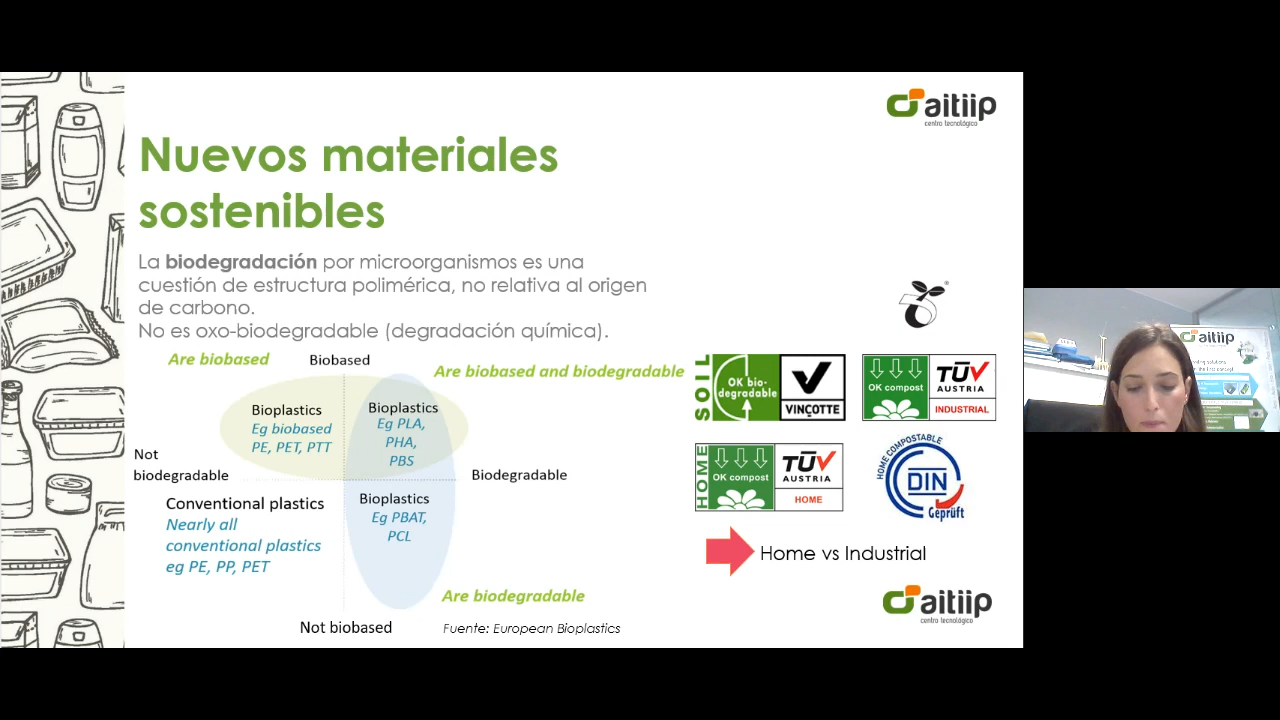 aitiip
centro tecnológico
Nuevos materiales
sostenibles
La biodegradación por microorganismos es una
cuestión de estructura polimérica, no relativa al origen
de carbono.
No es oxo-biodegradable (degradación química).
Are biobased
Biobased
Are biobased and biodegradable
Bioplastics
Eg biobased
PE, PET, PTT
Bioplastics
Eg PLA,
PHA,
PBS
Not
biodegradable
Biodegradable
Conventional plastics
Nearly all
conventional plastics
eg PE, PP, PET
Bioplastics
Eg PBAT,
PCL
Are biodegradable
Not biobased
Fuente: European Bioplastics
SOIL
OK bio-
degradable
VINÇOTTE
OK compost
TÜV
AUSTRIA
INDUSTRIAL
HOME
OK compost
TÜV
AUSTRIA
HOME
HOME COMPOSTABLE
DIN
Geprüft
Home vs Industrial
aitiip
centro tecnológico
aitiip